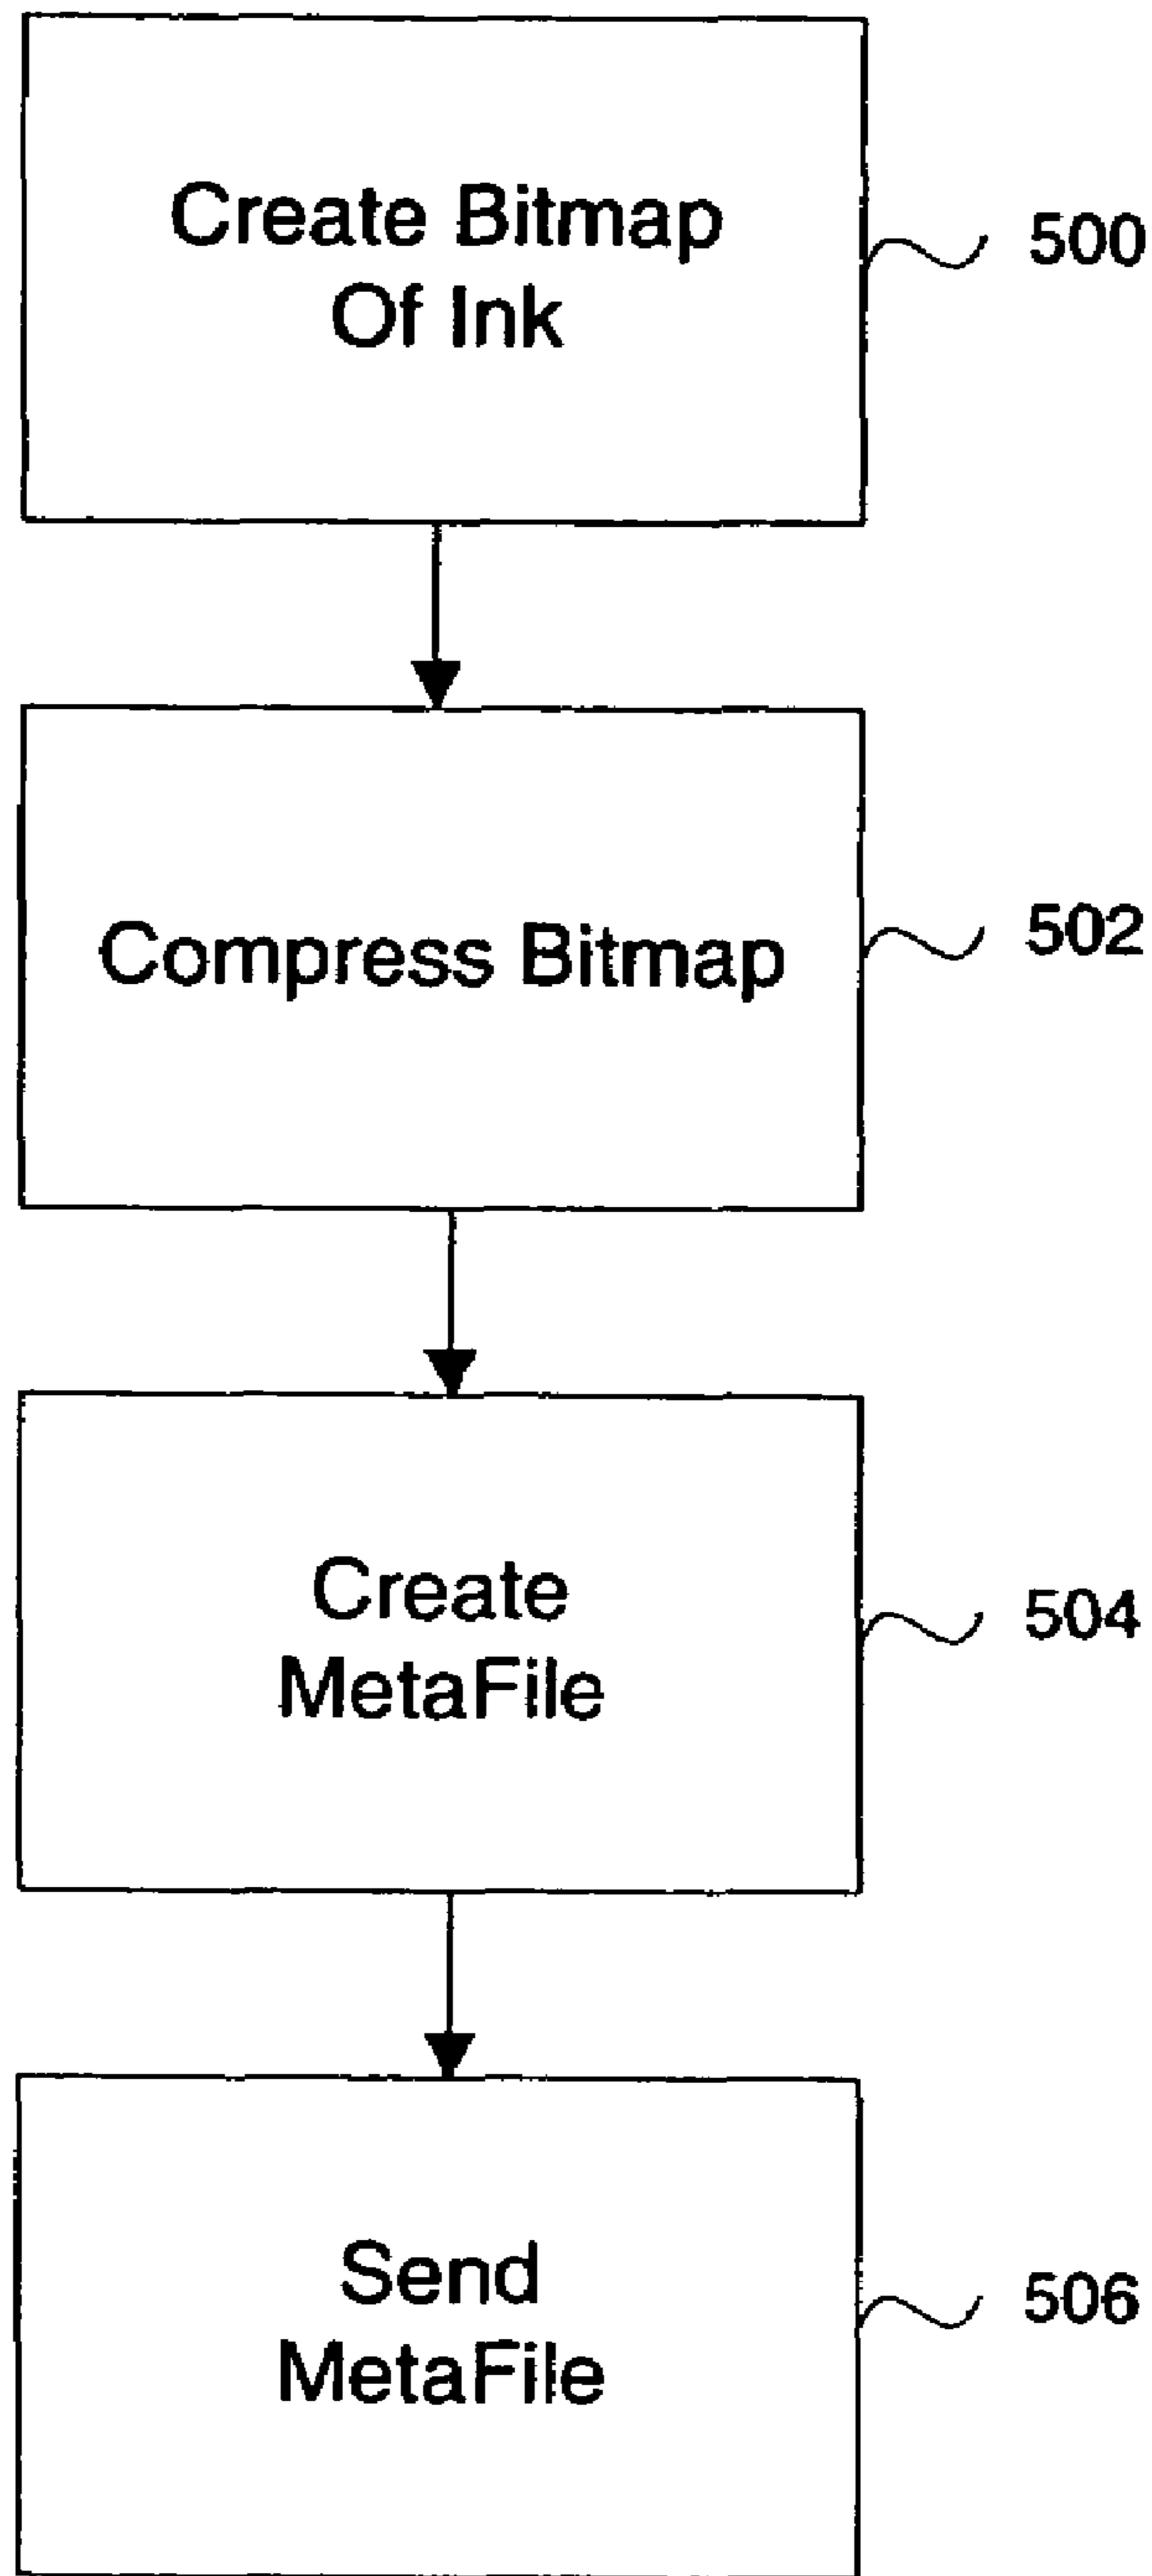 Create Bitmap
Of Ink
500
Compress Bitmap
502
Create
MetaFile
504
Send
MetaFile
506